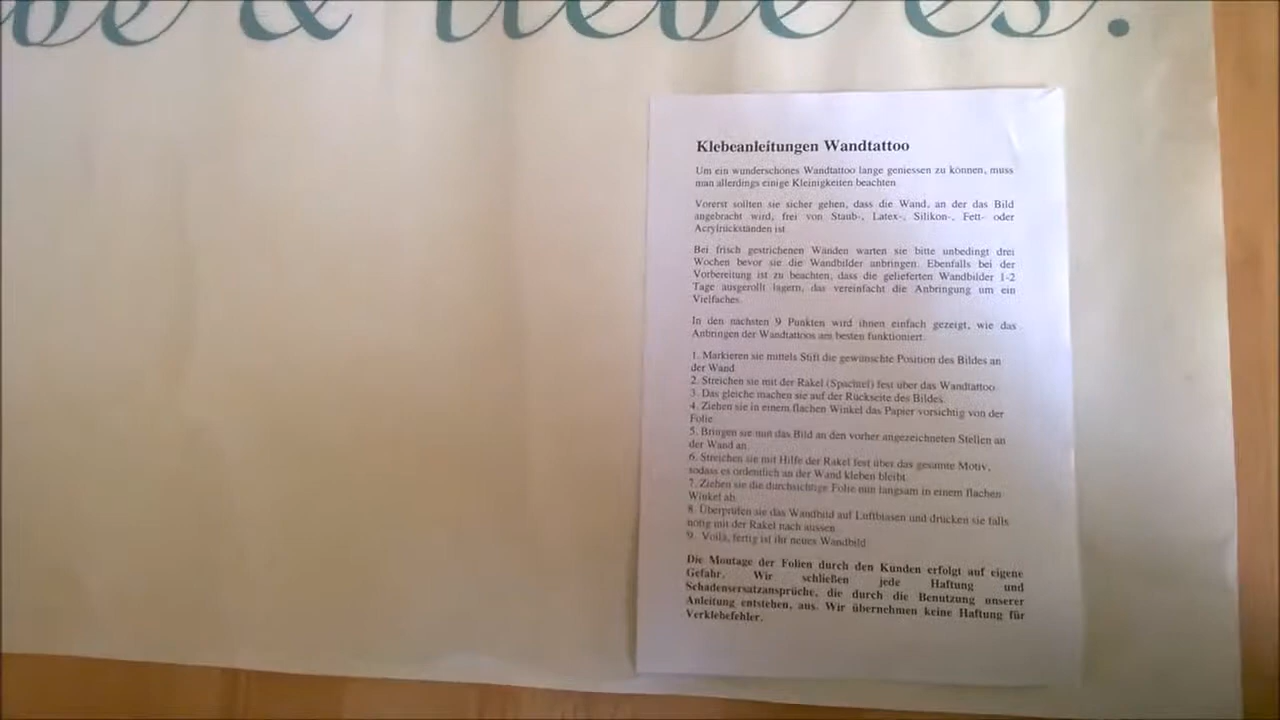 be & liebe es.
Klebeanleitungen Wandtattoo
Um ein wunderschönes Wandtattoo lange geniessen zu können, muss
man allerdings einige Kleinigkeiten beachten
Vorerst sollten sie sicher gehen, dass die Wand, an der das Bild
angebracht wird, frei von Staub-, Latex-, Silikon-, Fett- oder
Acrylrückständen ist.
Bei frisch gestrichenen Wänden warten sie bitte unbedingt drei
Wochen bevor sie die Wandbilder anbringen. Ebenfalls bei der
Vorbereitung ist zu beachten, dass die gelieferten Wandbilder 1-2
Tage ausgerollt lagern, das vereinfacht die Anbringung um ein
Vielfaches.
In den nächsten 9 Punkten wird ihnen einfach gezeigt, wie das
Anbringen der Wandtattoos am besten funktioniert.
1. Markieren sie mittels Stift die gewünschte Position des Bildes an
der Wand
2. Streichen sie mit der Rakel (Spachtel) fest über das Wandtattoo
3. Das gleiche machen sie auf der Rückseite des Bildes.
4. Ziehen sie in einem flachen Winkel das Papier vorsichtig von der
Folie
5. Bringen sie nun das Bild an den vorher angezeichneten Stellen an
der Wand an.
6. Streichen sie mit Hilfe der Rakel fest über das gesamte Motiv,
sodass es ordentlich an der Wand kleben bleibt.
7. Ziehen sie die durchsichtige Folie nun langsam in einem flachen
Winkel ab.
8. Überprüfen sie das Wandbild auf Luftblasen und drücken sie falls
nötig mit der Rakel nach aussen.
9. Voilà, fertig ist ihr neues Wandbild
Die Montage der Folien durch den Kunden erfolgt auf eigene
Gefahr. Wir schließen jede Haftung und
Schadensersatzansprüche, die durch die Benutzung unserer
Anleitung entstehen, aus. Wir übernehmen keine Haftung für
Verklebefehler.